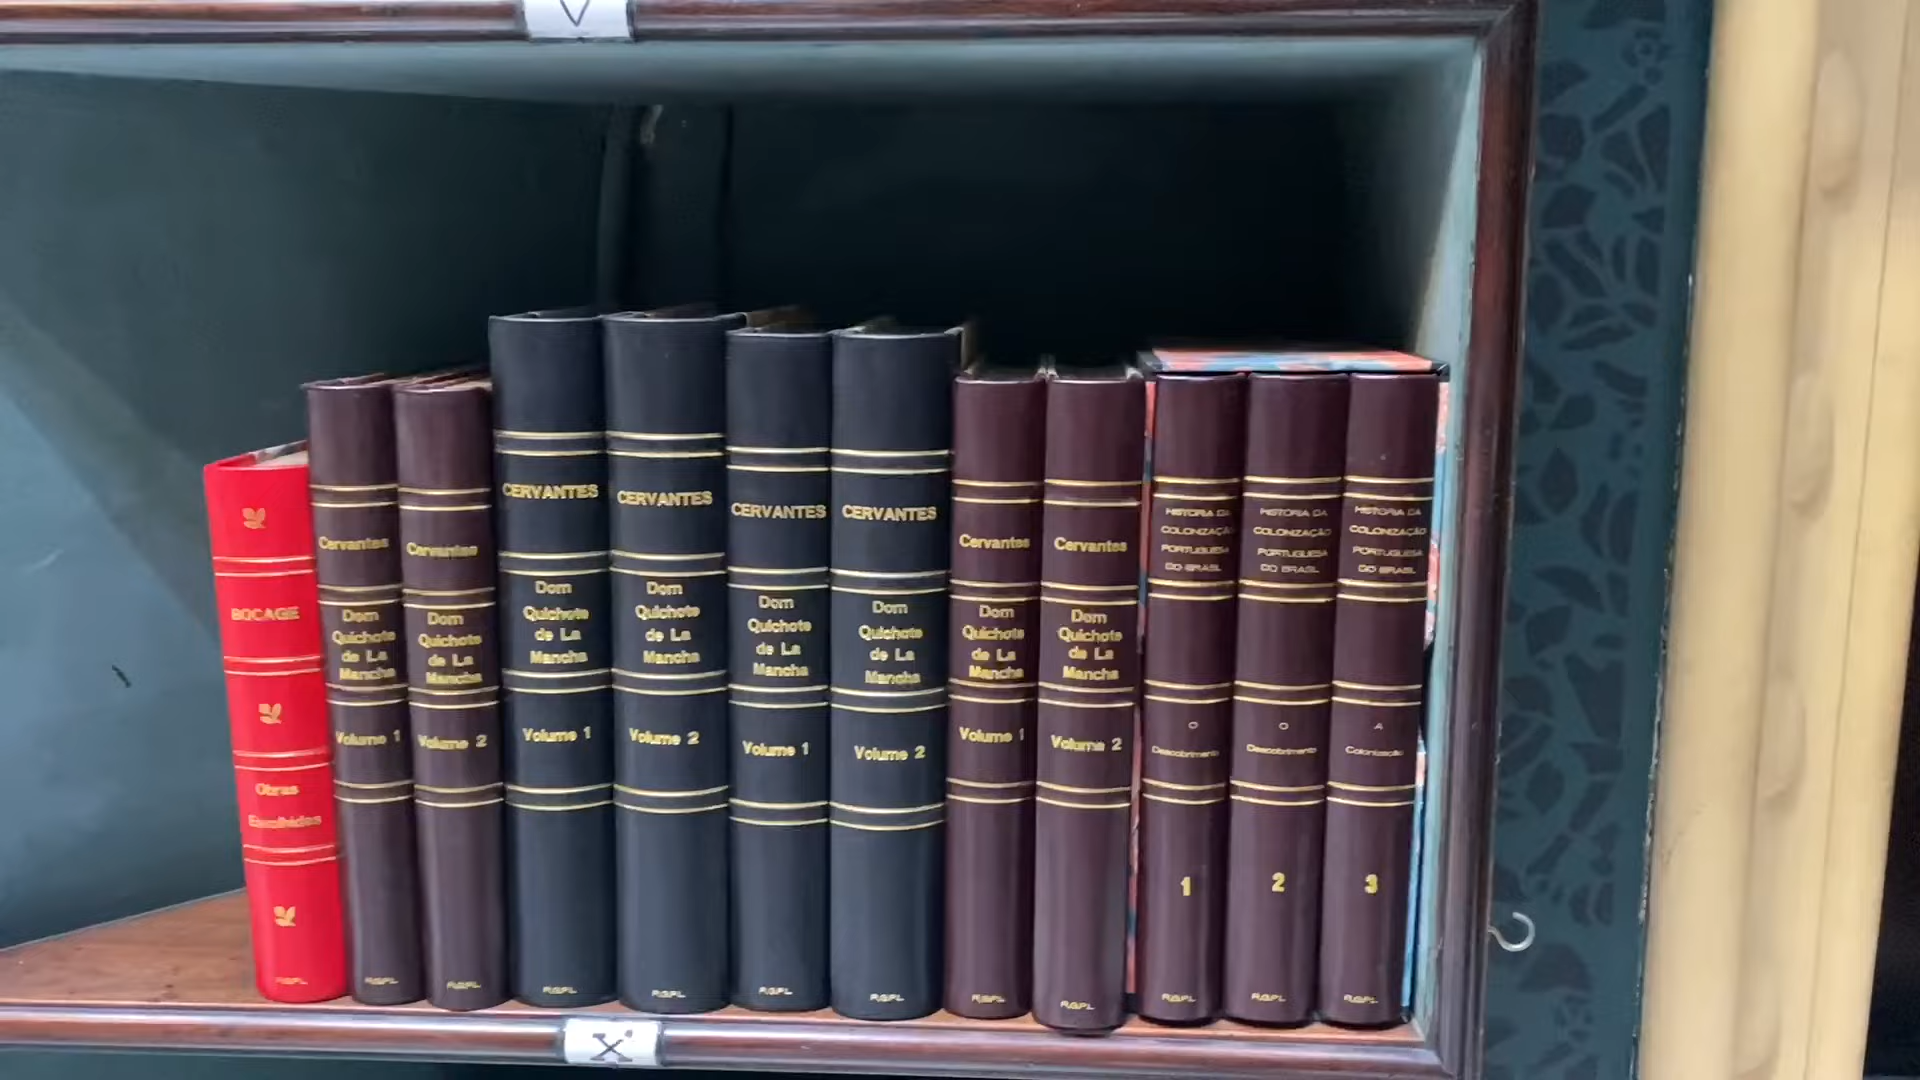 V
BOCAGE
Obras
Escolhidas
RGPL
Cervantes
Dom
Quichote
de La
Mancha
Volume 1
RGPL
Cervantes
Dom
Quichote
de La
Mancha
Volume 2
RGPL
CERVANTES
Dom
Quichote
de La
Mancha
Volume 1
RGPL
CERVANTES
Dom
Quichote
de La
Mancha
Volume 2
RGPL
CERVANTES
Dom
Quichote
de La
Mancha
Volume 1
RGPL
CERVANTES
Dom
Quichote
de La
Mancha
Volume 2
RGPL
Cervantes
Dom
Quichote
de La
Mancha
Volume 1
RGPL
Cervantes
Dom
Quichote
de La
Mancha
Volume 2
RGPL
HISTORIA DA
COLONIZAÇÃO
PORTUGUESA
DO BRASIL
O
Descobrimento
1
RGPL
HISTORIA DA
COLONIZAÇÃO
PORTUGUESA
DO BRASIL
O
Descobrimento
2
RGPL
HISTORIA DA
COLONIZAÇÃO
PORTUGUESA
DO BRASIL
A
Colonização
3
RGPL
X